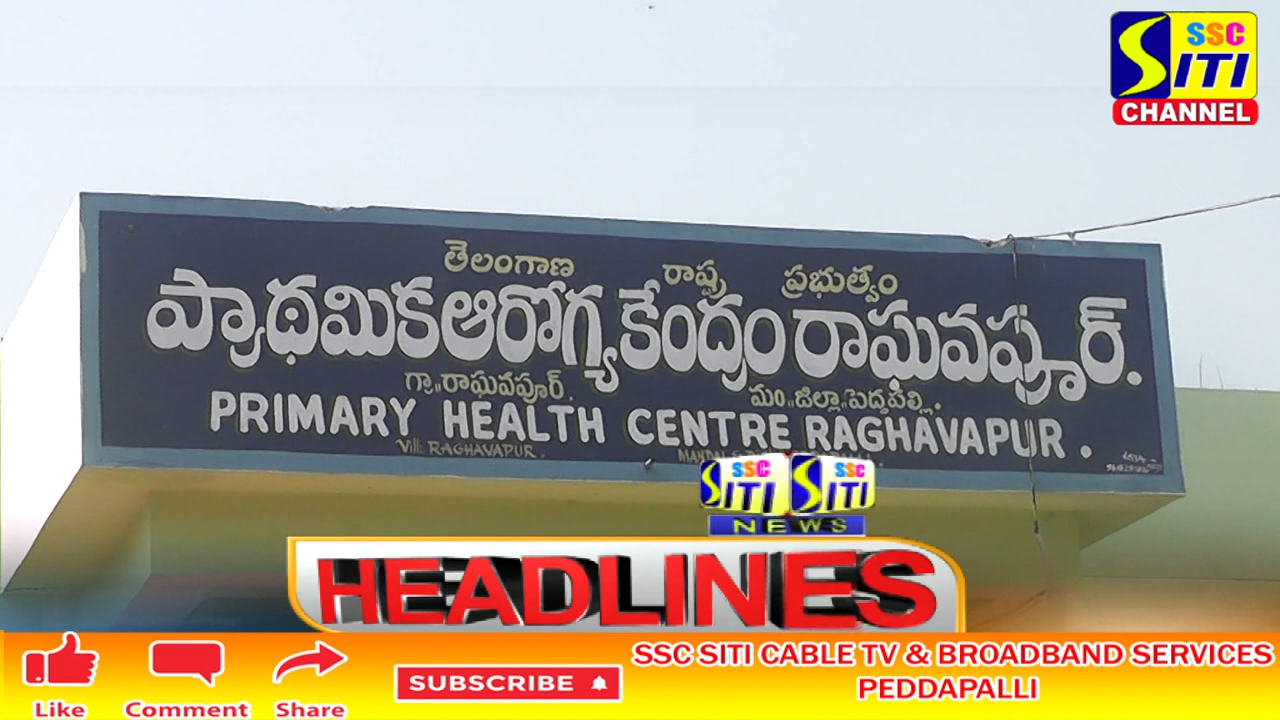 SSC
SITI
CHANNEL
తెలంగాణ రాష్ట్ర ప్రభుత్వం
ప్రాథమిక ఆరోగ్య కేంద్రం రాఘవపూర్.
గ్రా,, రాఘవపూర్, మం,, జిల్లా,, పెద్దపల్లి.
PRIMARY HEALTH CENTRE RAGHAVAPUR.
Vill: RAGHAVAPUR.
SSC SITI SSC SITI
NEWS
HEADLINES
Like Comment Share
SUBSCRIBE
SSC SITI CABLE TV & BROADBAND SERVICES
PEDDAPALLI